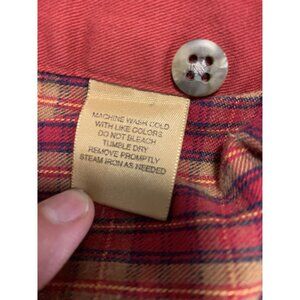 MACHINE WASH COLD
WITH LIKE COLORS
DO NOT BLEACH
TUMBLE DRY
REMOVE PROMPTLY
STEAM IRON AS NEEDED